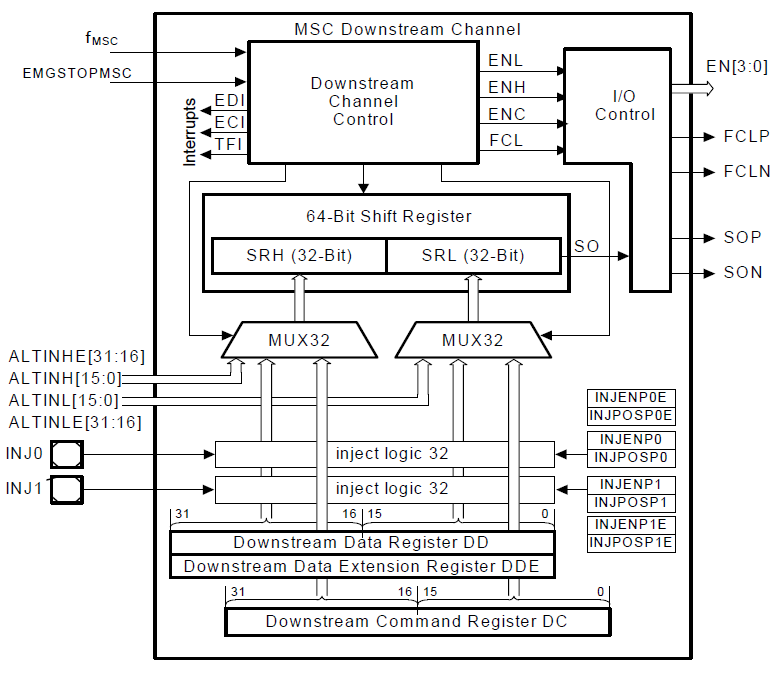 MSC Downstream Channel
fMSC
EMGSTOPMSC
Interrupts
EDI
ECI
TFI
Downstream
Channel
Control
ENL
ENH
ENC
FCL
I/O
Control
EN[3:0]
FCLP
FCLN
SOP
SON
64-Bit Shift Register
SRH (32-Bit)
SRL (32-Bit)
SO
MUX32
MUX32
ALTINHE[31:16]
ALTINH[15:0]
ALTINL[15:0]
ALTINLE[31:16]
INJENP0E
INJPOSP0E
INJ0
inject logic 32
INJENP0
INJPOSP0
INJ1
inject logic 32
INJENP1
INJPOSP1
INJENP1E
INJPOSP1E
31 16 15 0
Downstream Data Register DD
Downstream Data Extension Register DDE
31 16 15 0
Downstream Command Register DC